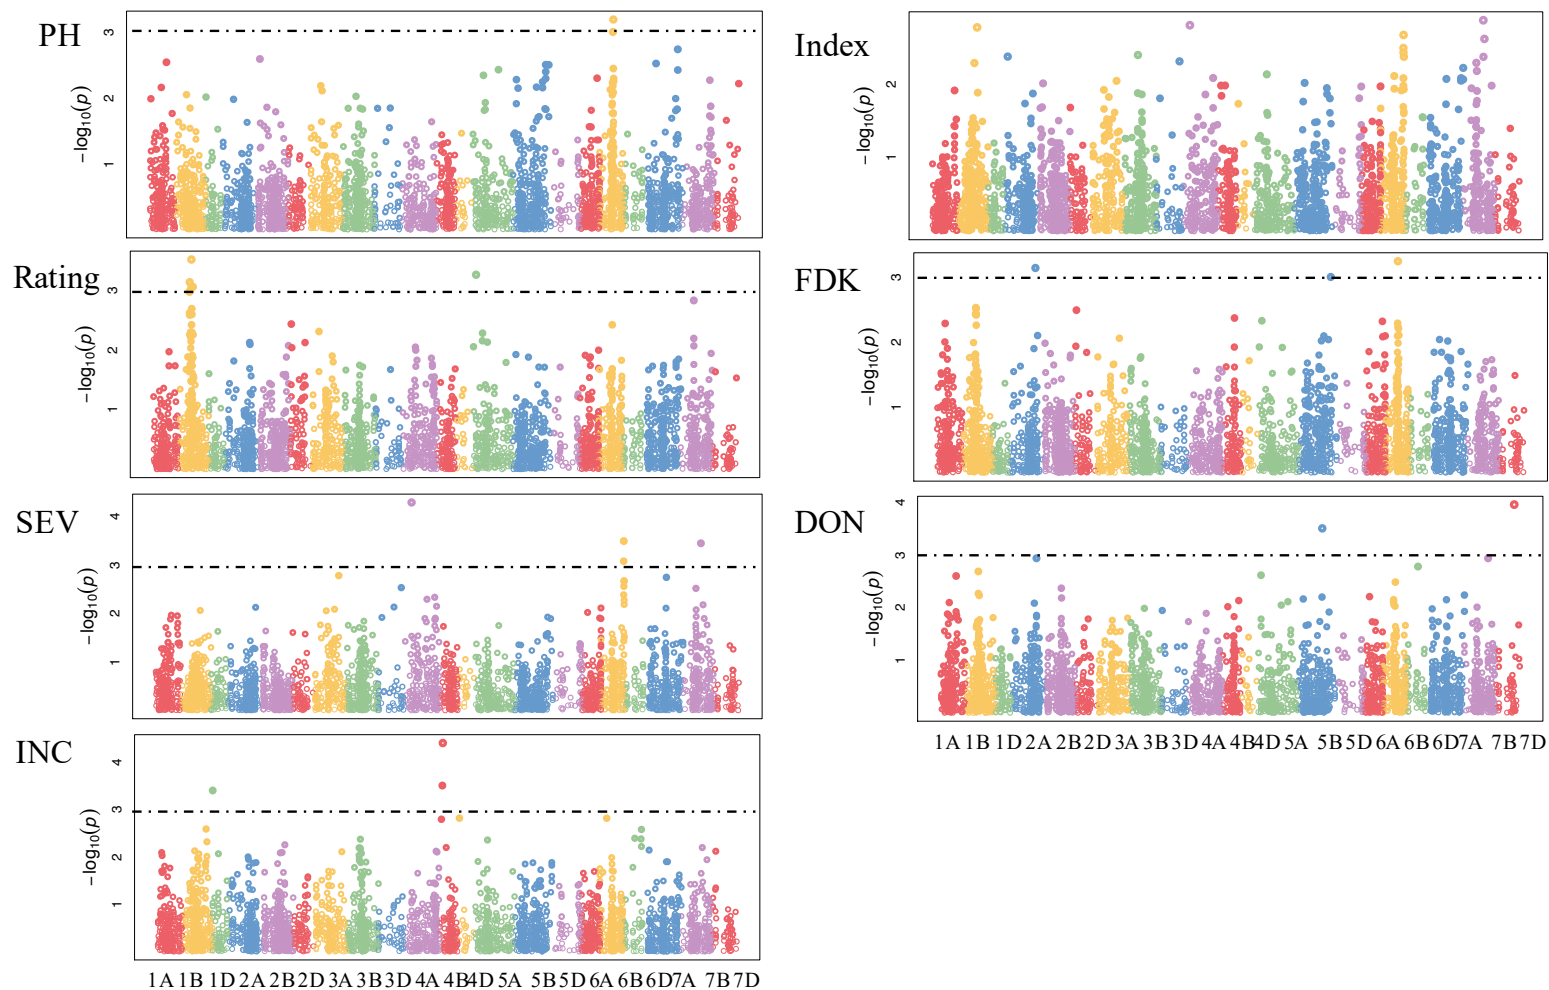 PH
3
2
1
−log10(p)
Index
2
1
−log10(p)
Rating
3
2
1
−log10(p)
FDK
3
2
1
−log10(p)
SEV
4
3
2
1
−log10(p)
DON
4
3
2
1
−log10(p)
1A 1B 1D 2A 2B 2D 3A 3B 3D 4A 4B 4D 5A 5B 5D 6A 6B 6D 7A 7B 7D
INC
4
3
2
1
−log10(p)
1A 1B 1D 2A 2B 2D 3A 3B 3D 4A 4B 4D 5A 5B 5D 6A 6B 6D 7A 7B 7D